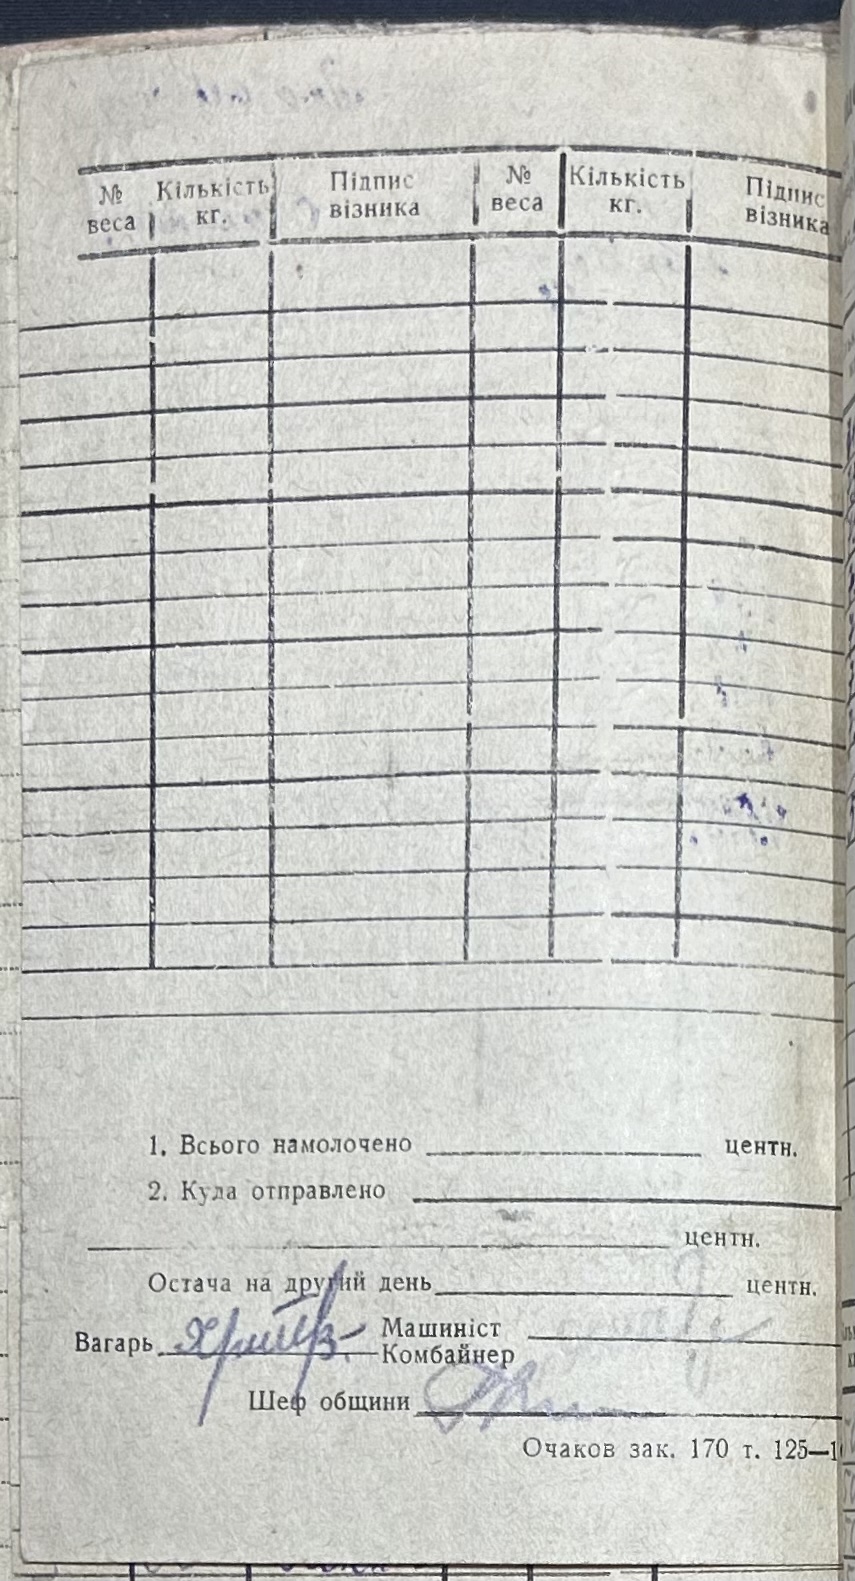 № веса Кількість кг. Підпис візника № веса Кількість кг. Підпис візника
1. Всього намолочено центн.
2. Куда отправлено
центн.
Остача на другий день центн.
Вагарь Машиніст
Комбайнер
Шеф общини
Очаков зак. 170 т. 125—1